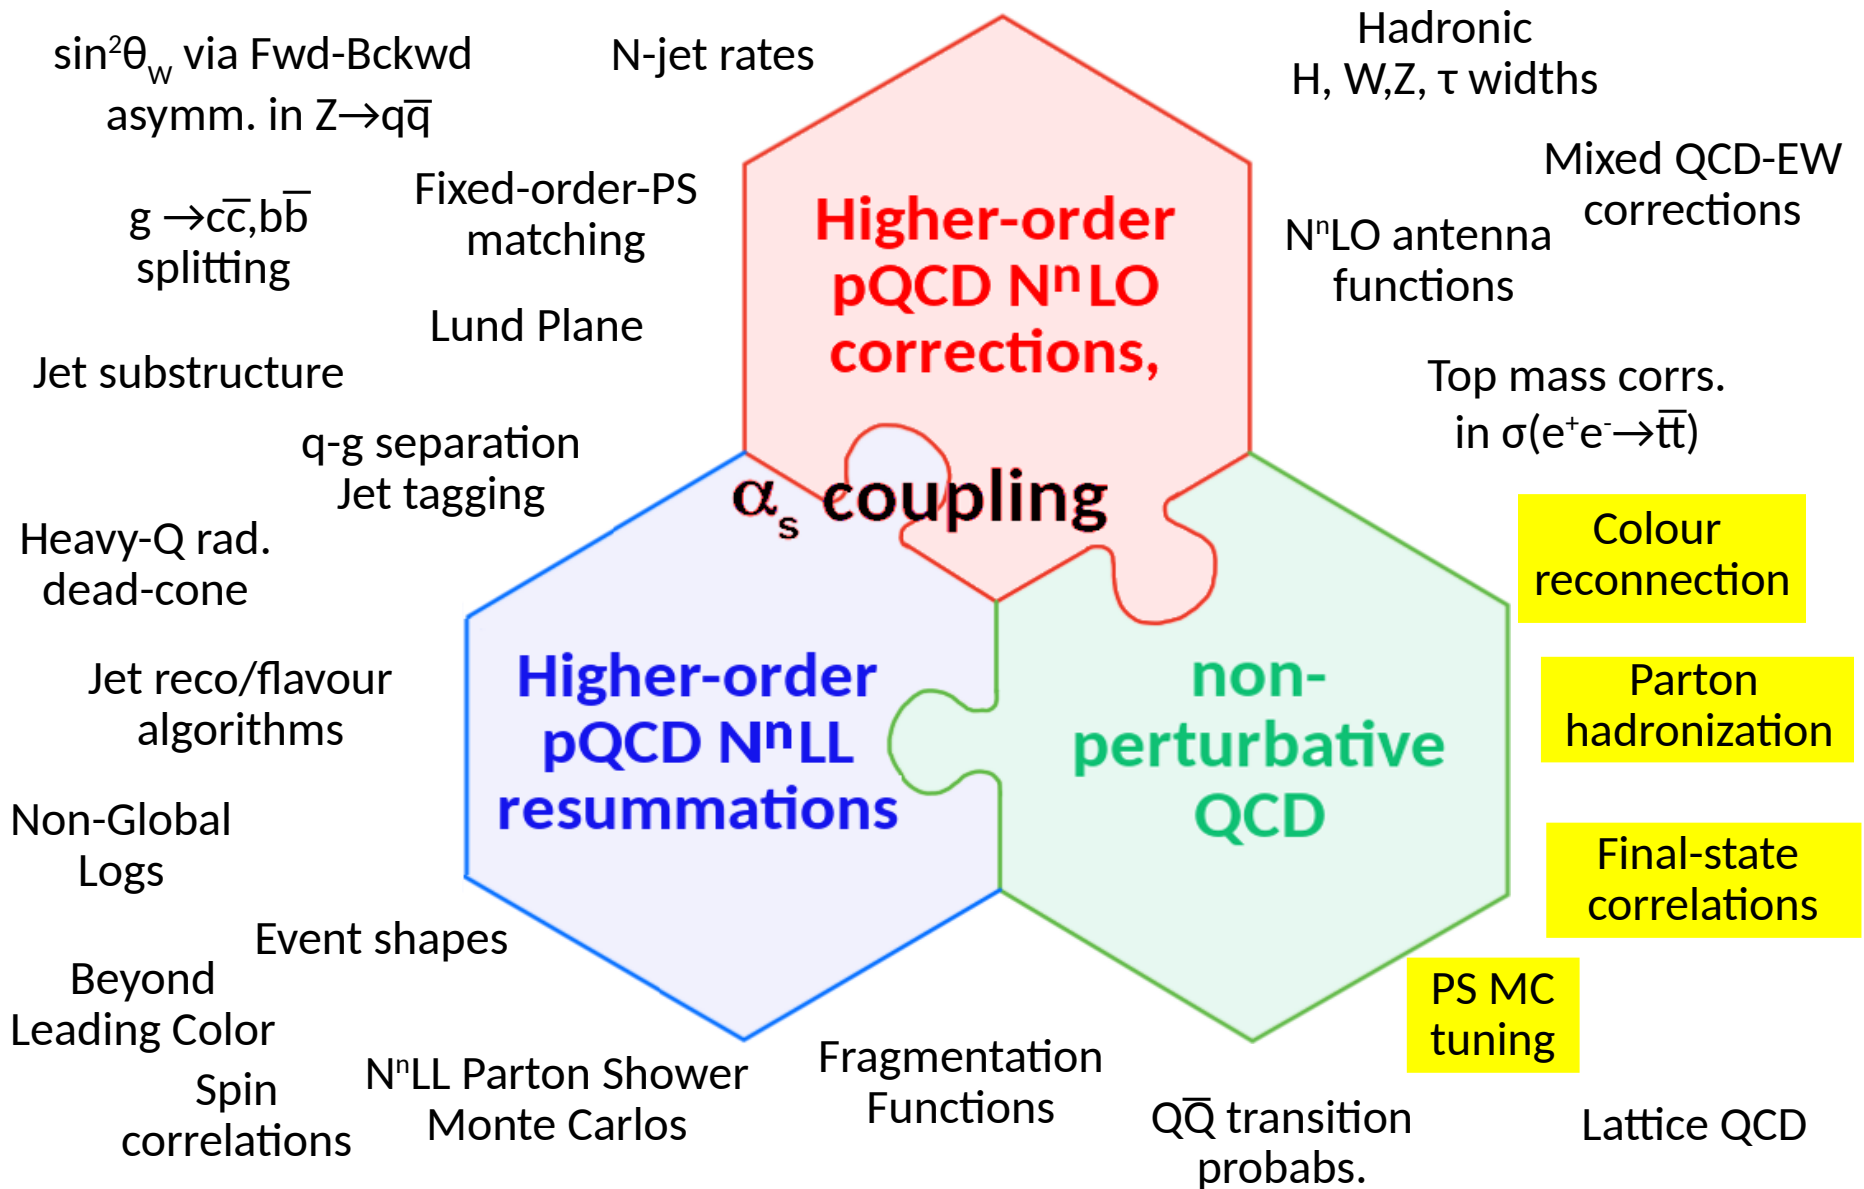 sin²θw via Fwd-Bckwd
asymm. in Z→qq̅
N-jet rates
Hadronic
H, W,Z, τ widths
Mixed QCD-EW
corrections
g →cc̅,bb̅
splitting
Fixed-order-PS
matching
Higher-order
pQCD NⁿLO
corrections,
NⁿLO antenna
functions
Lund Plane
Jet substructure
Top mass corrs.
in σ(e⁺e⁻→tt̅)
q-g separation
Jet tagging
αs coupling
Colour
reconnection
Heavy-Q rad.
dead-cone
Jet reco/flavour
algorithms
Higher-order
pQCD NⁿLL
resummations
non-
perturbative
QCD
Parton
hadronization
Non-Global
Logs
Final-state
correlations
Event shapes
Beyond
Leading Color
PS MC
tuning
Spin
correlations
NⁿLL Parton Shower
Monte Carlos
Fragmentation
Functions
QQ̅ transition
probabs.
Lattice QCD